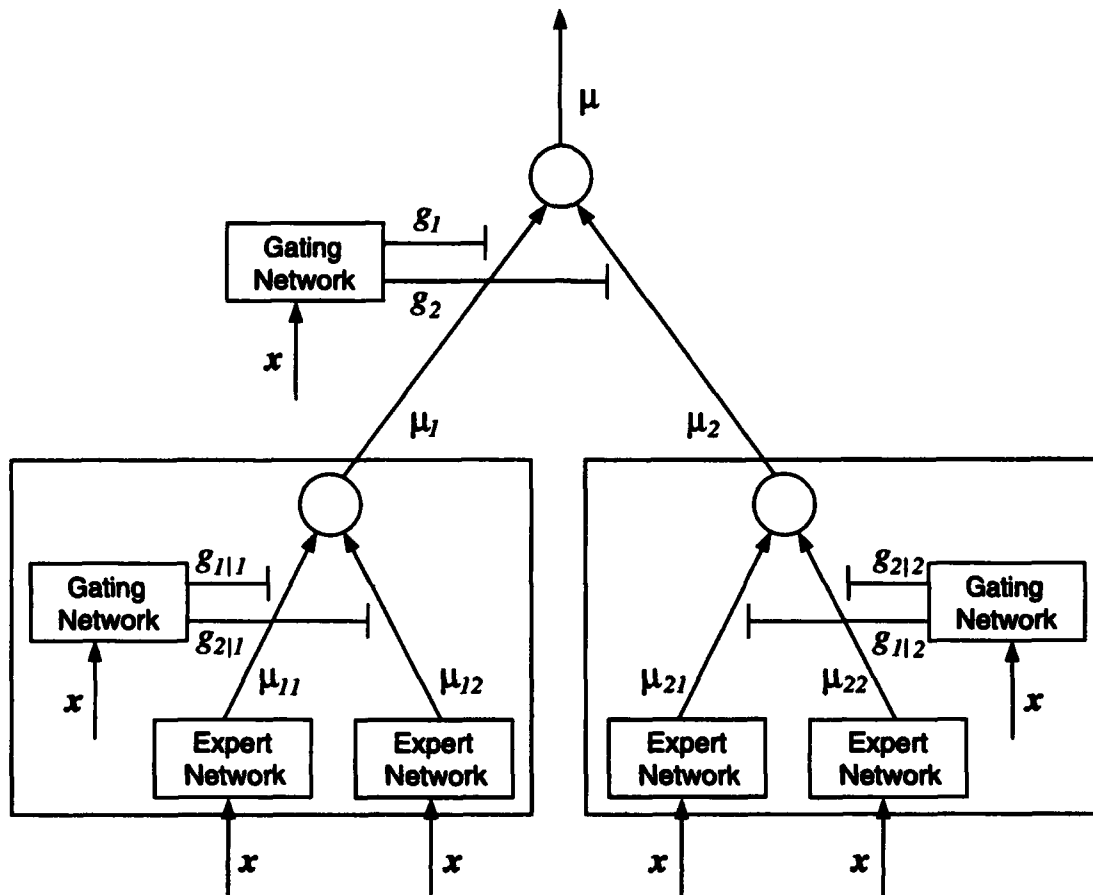 μ
g1
Gating
Network
g2
x
μ1
μ2
g1|1
Gating
Network
g2|1
x
μ11
μ12
Expert
Network
Expert
Network
x
x
g2|2
Gating
Network
g1|2
x
μ21
μ22
Expert
Network
Expert
Network
x
x